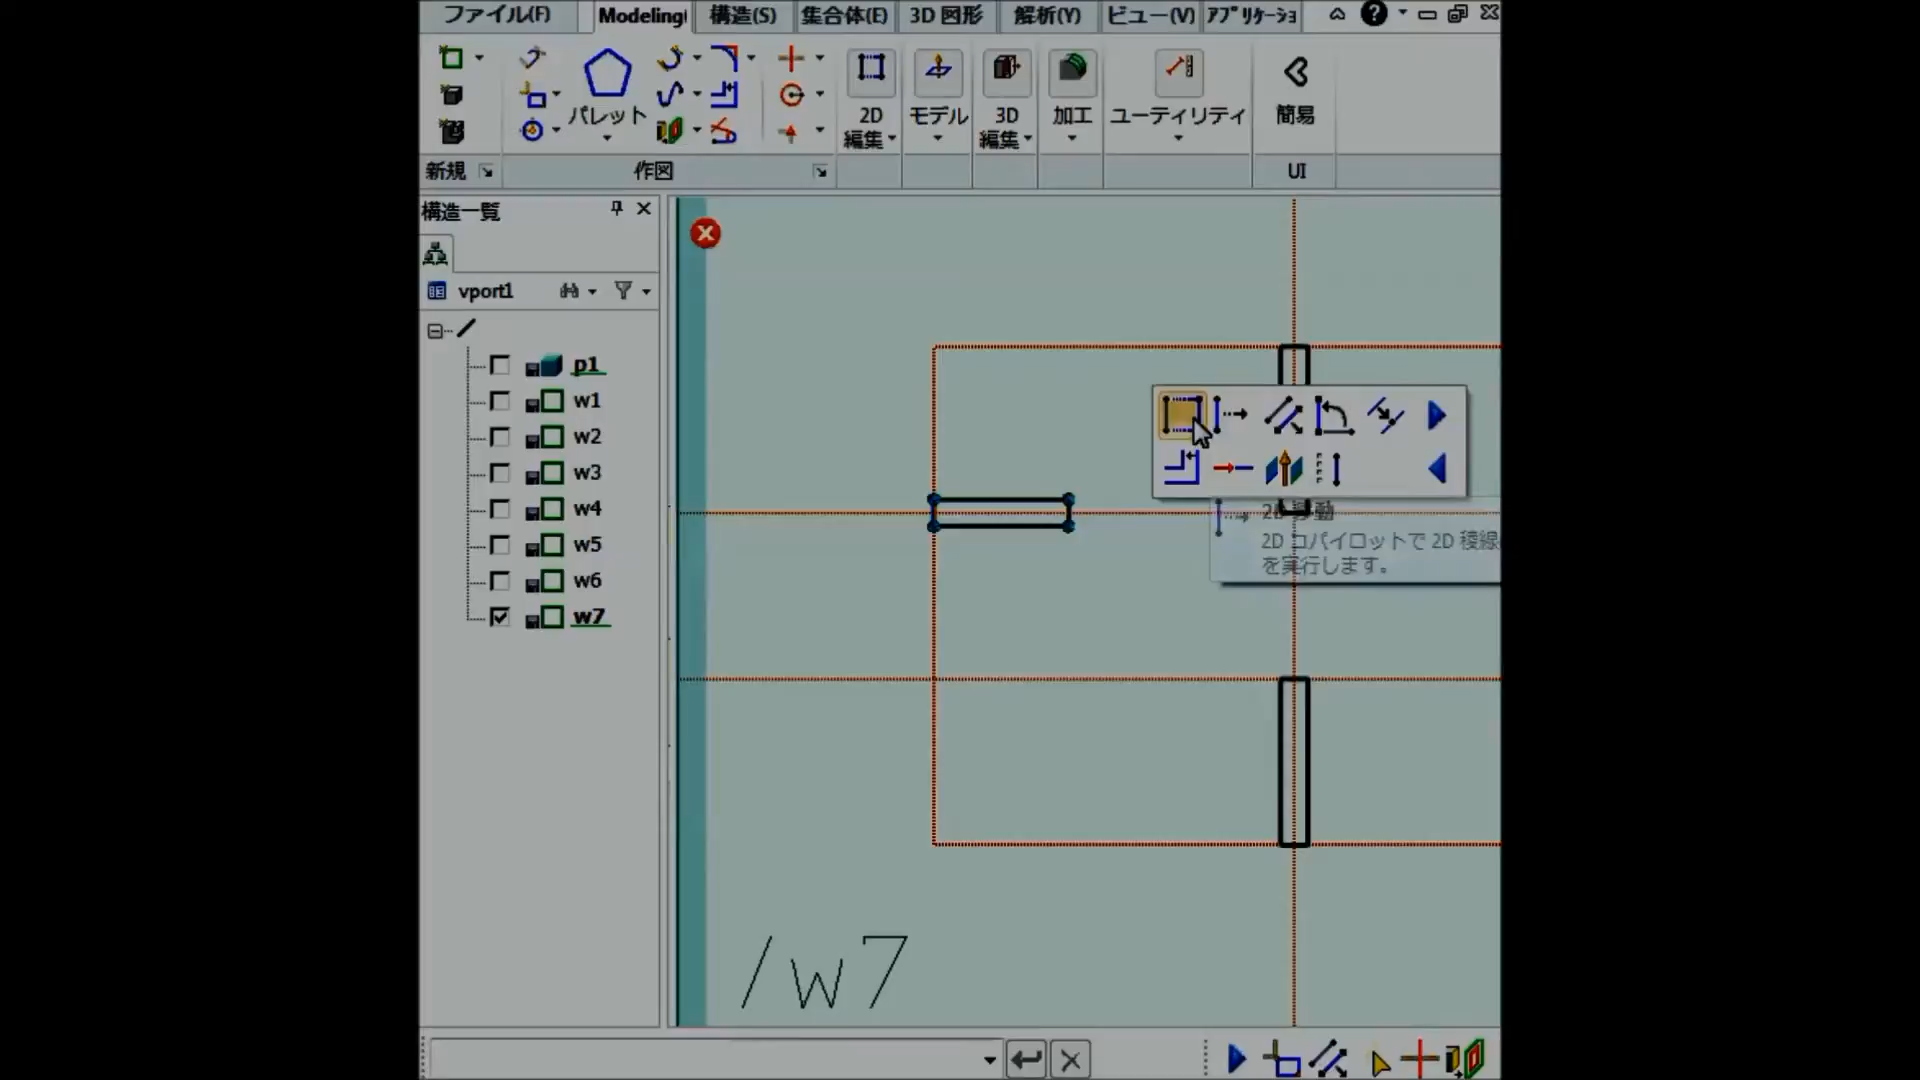 ファイル(F) Modeling( 構造(S) 集合体(E) 3D 図形 解析(Y) ビュー(V) ｱﾌﾟﾘｹｰｼｮ
パレット 2D 編集 モデル 3D 編集 加工 ユーティリティ 簡易
新規 作図 UI
構造一覧
vport1
p1
w1
w2
w3
w4
w5
w6
w7
2D 移動
2D コパイロットで 2D 稜線
を実行します。
/w7